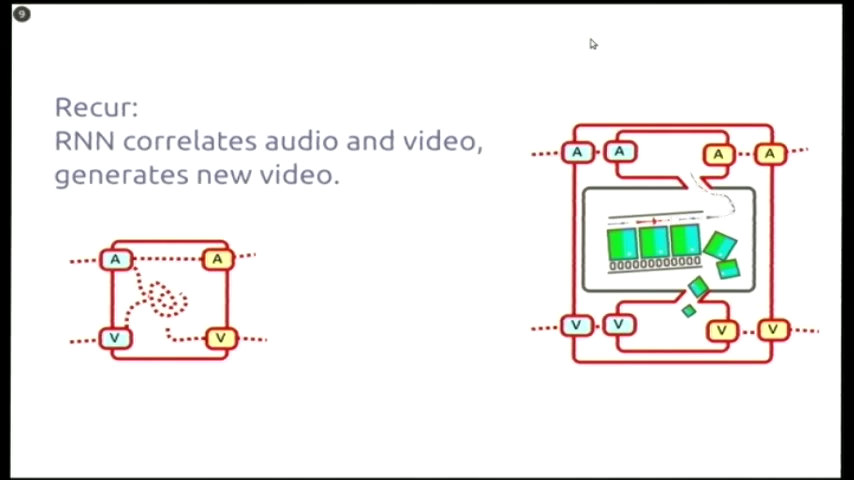 9
Recur:
RNN correlates audio and video,
generates new video.
A A
V V
A A A A
V V V V